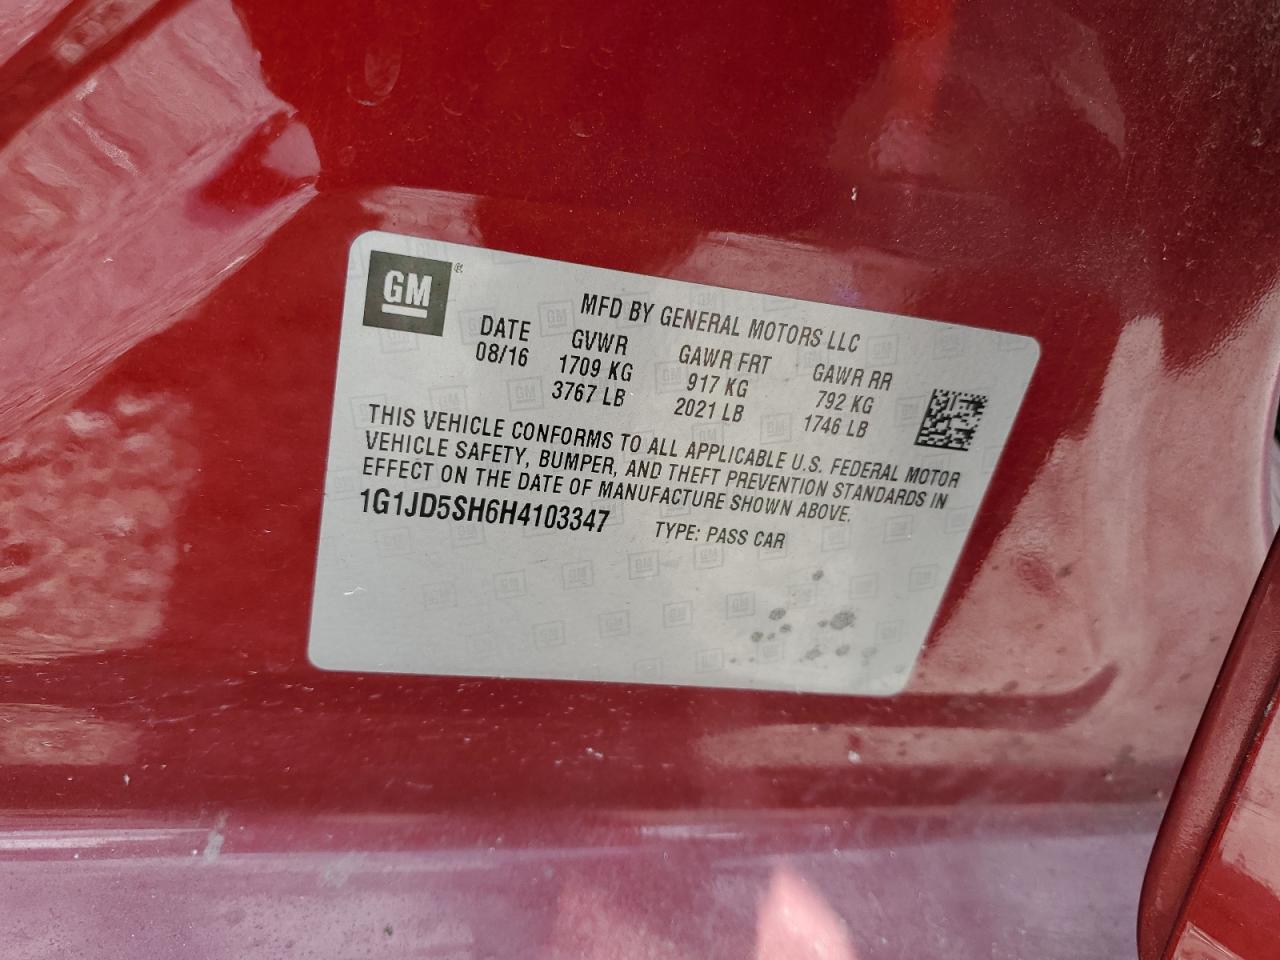 GM®
MFD BY GENERAL MOTORS LLC
DATE GVWR GAWR FRT GAWR RR
08/16 1709 KG 917 KG 792 KG
3767 LB 2021 LB 1746 LB
THIS VEHICLE CONFORMS TO ALL APPLICABLE U.S. FEDERAL MOTOR
VEHICLE SAFETY, BUMPER, AND THEFT PREVENTION STANDARDS IN
EFFECT ON THE DATE OF MANUFACTURE SHOWN ABOVE.
1G1JD5SH6H4103347 TYPE: PASS CAR